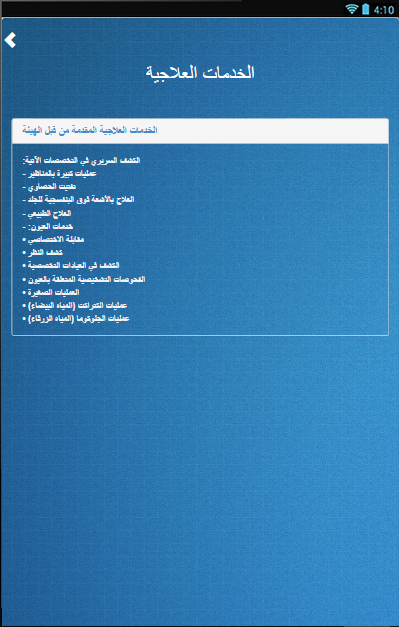 4:10
الخدمات العلاجية
الخدمات العلاجية المقدمة من قبل الهيئة
الكشف السريري في التخصصات الآتية:
- عمليات كبيرة بالمناظير
- تفتيت الحصاوي
- العلاج بالأشعة فوق البنفسجية للجلد
- العلاج الطبيعي
- خدمات العيون:
• مقابلة الاختصاصي
• كشف النظر
• الكشف في العيادات التخصصية
• الفحوصات التشخيصية المتعلقة بالعيون
• العمليات الصغيرة
• عمليات الكتراكت (المياه البيضاء)
• عمليات الجلوكوما (المياه الزرقاء)